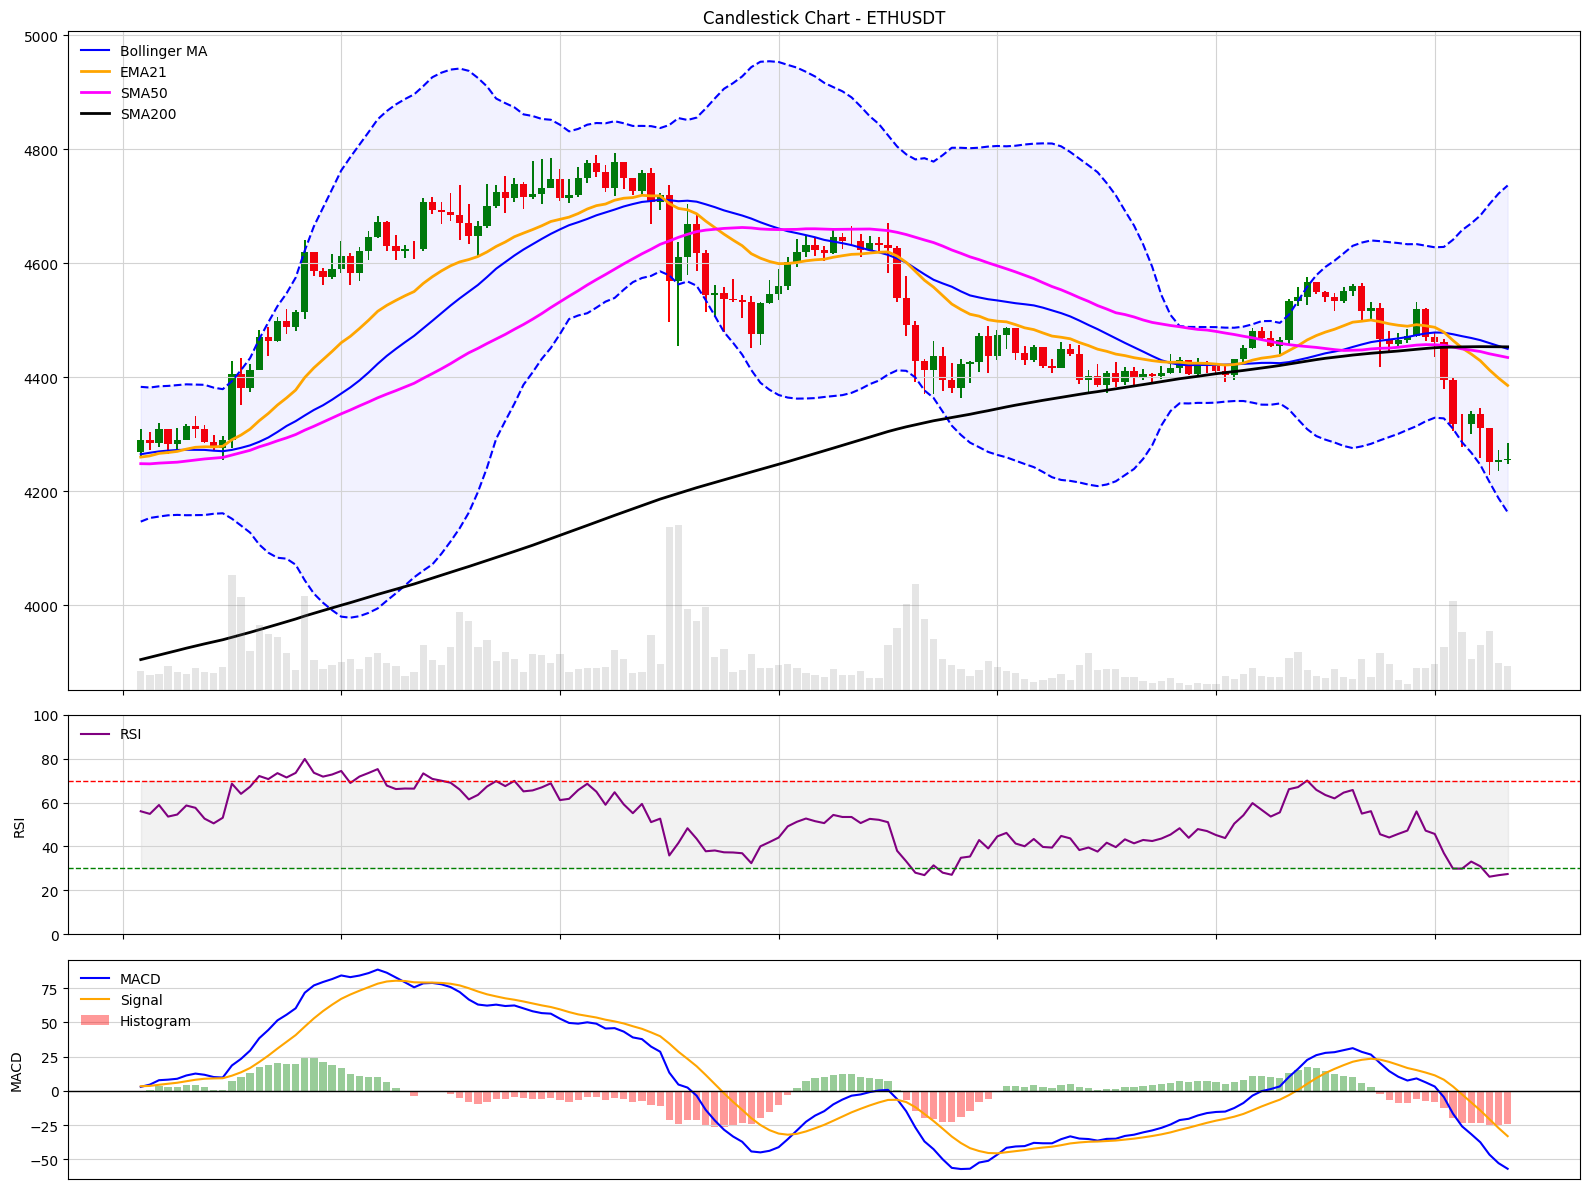 Candlestick Chart - ETHUSDT
5000
4800
4600
4400
4200
4000
Bollinger MA
EMA21
SMA50
SMA200
100
80
60
40
20
0
RSI
RSI
75
50
25
0
−25
−50
MACD
MACD
Signal
Histogram